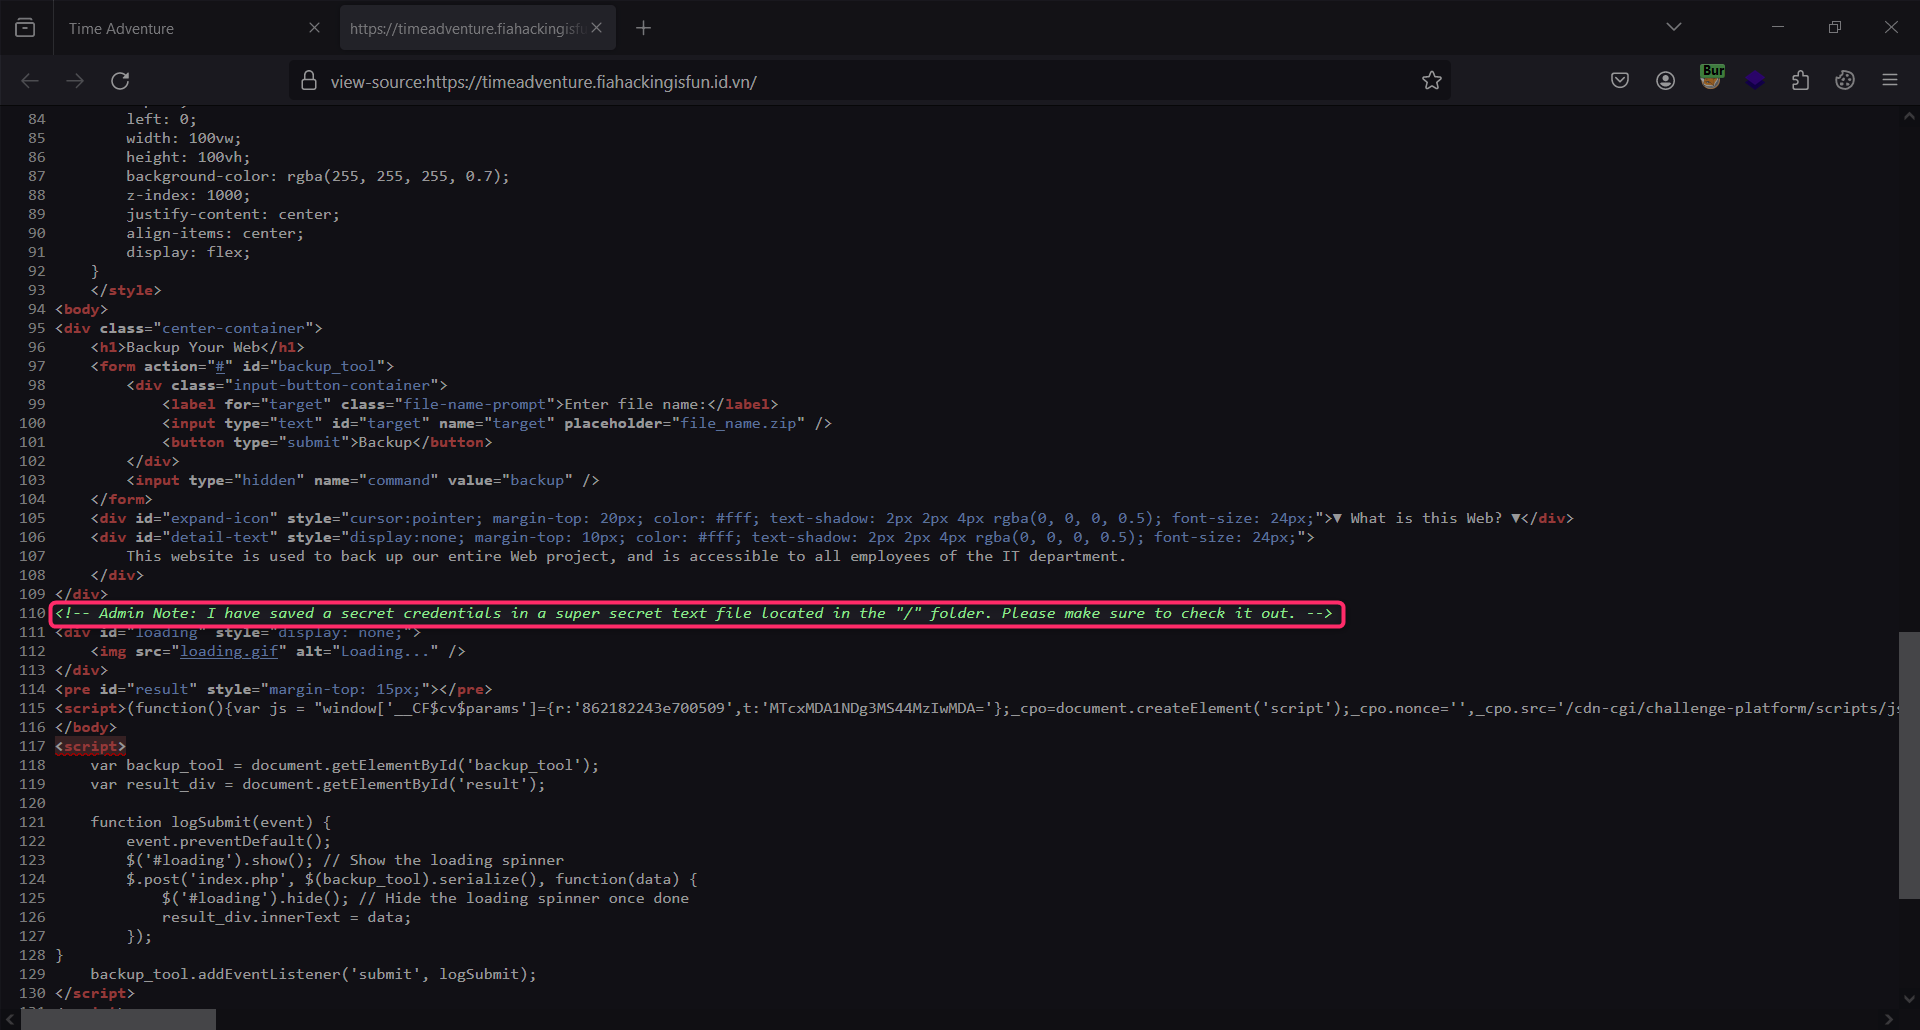 Time Adventure
https://timeadventure.fiahackingisfu
view-source:https://timeadventure.fiahackingisfun.id.vn/
Bur
84 left: 0;
85 width: 100vw;
86 height: 100vh;
87 background-color: rgba(255, 255, 255, 0.7);
88 z-index: 1000;
89 justify-content: center;
90 align-items: center;
91 display: flex;
92 }
93 </style>
94 <body>
95 <div class="center-container">
96 <h1>Backup Your Web</h1>
97 <form action="#" id="backup_tool">
98 <div class="input-button-container">
99 <label for="target" class="file-name-prompt">Enter file name:</label>
100 <input type="text" id="target" name="target" placeholder="file_name.zip" />
101 <button type="submit">Backup</button>
102 </div>
103 <input type="hidden" name="command" value="backup" />
104 </form>
105 <div id="expand-icon" style="cursor:pointer; margin-top: 20px; color: #fff; text-shadow: 2px 2px 4px rgba(0, 0, 0, 0.5); font-size: 24px;">▼ What is this Web? ▼</div>
106 <div id="detail-text" style="display:none; margin-top: 10px; color: #fff; text-shadow: 2px 2px 4px rgba(0, 0, 0, 0.5); font-size: 24px;">
107 This website is used to back up our entire Web project, and is accessible to all employees of the IT department.
108 </div>
109 </div>
110 <!-- Admin Note: I have saved a secret credentials in a super secret text file located in the "/" folder. Please make sure to check it out. -->
111 <div id="loading" style="display: none;">
112 <img src="loading.gif" alt="Loading..." />
113 </div>
114 <pre id="result" style="margin-top: 15px;"></pre>
115 <script>(function(){var js = "window['__CF$cv$params']={r:'862182243e700509',t:'MTcxMDA1NDg3MS44MzIwMDA='};_cpo=document.createElement('script');_cpo.nonce='',_cpo.src='/cdn-cgi/challenge-platform/scripts/js
116 </body>
117 <script>
118 var backup_tool = document.getElementById('backup_tool');
119 var result_div = document.getElementById('result');
120
121 function logSubmit(event) {
122 event.preventDefault();
123 $('#loading').show(); // Show the loading spinner
124 $.post('index.php', $(backup_tool).serialize(), function(data) {
125 $('#loading').hide(); // Hide the loading spinner once done
126 result_div.innerText = data;
127 });
128 }
129 backup_tool.addEventListener('submit', logSubmit);
130 </script>